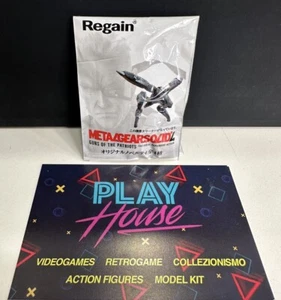 Regain®
METAL GEAR SOLID 4
GUNS OF THE PATRIOTS
PLAY
House
VIDEOGAMES RETROGAME COLLEZIONISMO
ACTION FIGURES MODEL KIT